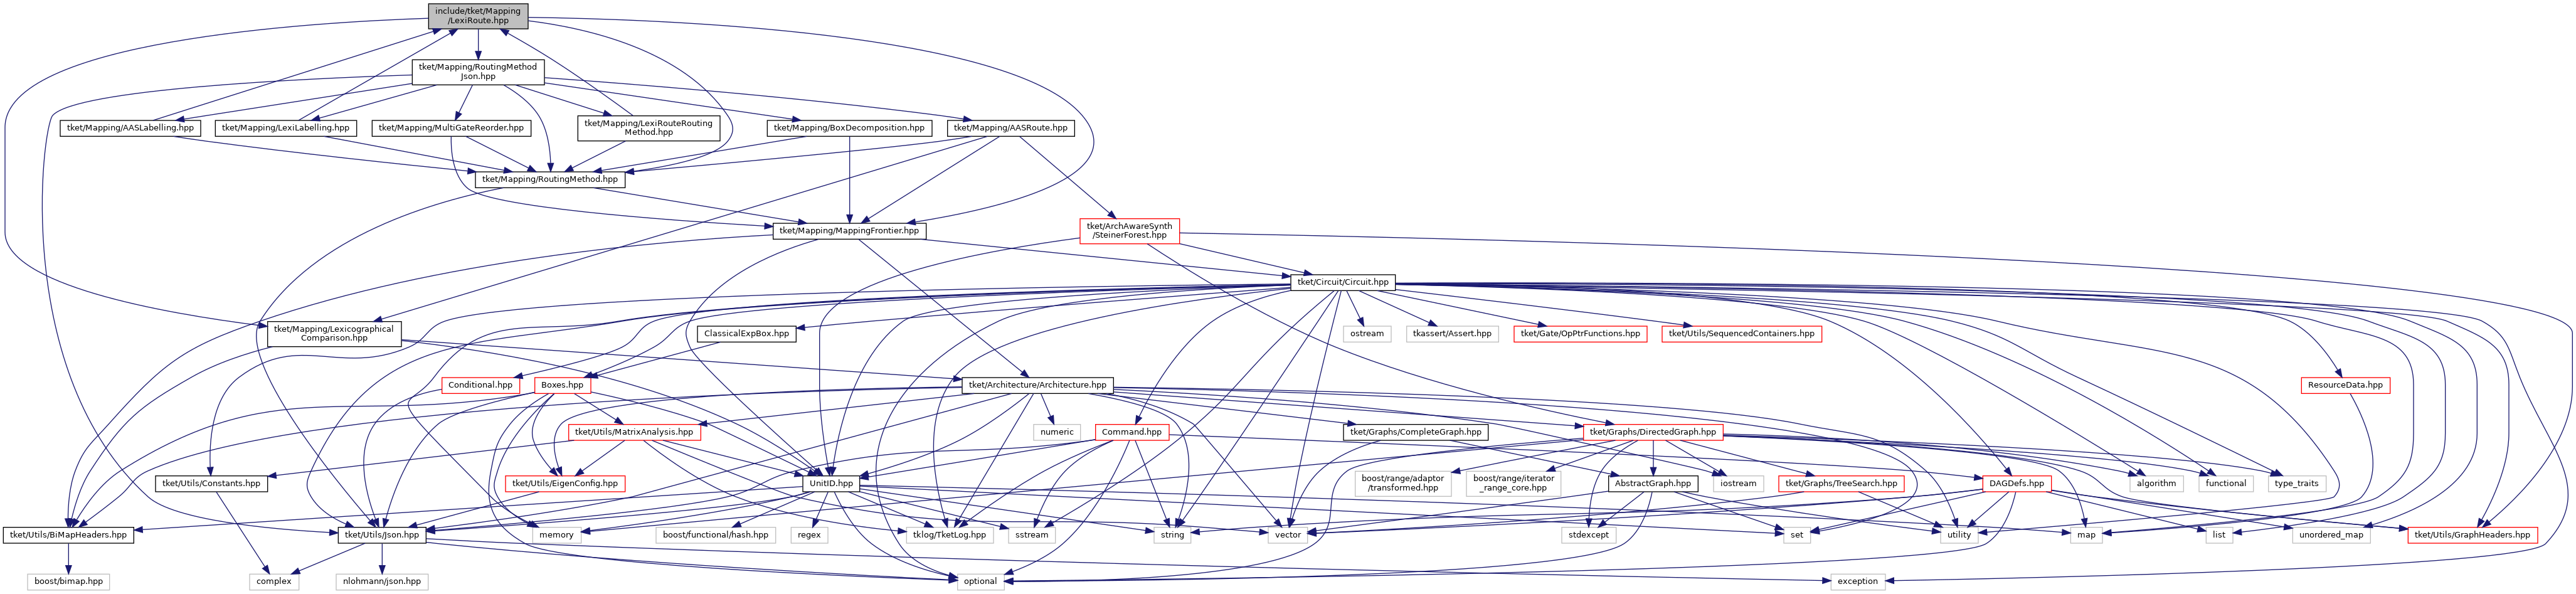 include/tket/Mapping
/LexiRoute.hpp
tket/Mapping/RoutingMethod
Json.hpp
tket/Mapping/AASLabelling.hpp
tket/Mapping/LexiLabelling.hpp
tket/Mapping/MultiGateReorder.hpp
tket/Mapping/LexiRouteRouting
Method.hpp
tket/Mapping/BoxDecomposition.hpp
tket/Mapping/AASRoute.hpp
tket/Mapping/RoutingMethod.hpp
tket/Mapping/MappingFrontier.hpp
tket/ArchAwareSynth
/SteinerForest.hpp
tket/Circuit/Circuit.hpp
tket/Mapping/Lexicographical
Comparison.hpp
ClassicalExpBox.hpp
ostream
tkassert/Assert.hpp
tket/Gate/OpPtrFunctions.hpp
tket/Utils/SequencedContainers.hpp
Conditional.hpp
Boxes.hpp
tket/Architecture/Architecture.hpp
ResourceData.hpp
tket/Utils/MatrixAnalysis.hpp
numeric
Command.hpp
tket/Graphs/CompleteGraph.hpp
tket/Graphs/DirectedGraph.hpp
tket/Utils/Constants.hpp
tket/Utils/EigenConfig.hpp
UnitID.hpp
boost/range/adaptor
/transformed.hpp
boost/range/iterator
_range_core.hpp
AbstractGraph.hpp
iostream
tket/Graphs/TreeSearch.hpp
DAGDefs.hpp
algorithm
functional
type_traits
tket/Utils/BiMapHeaders.hpp
tket/Utils/Json.hpp
memory
boost/functional/hash.hpp
regex
tklog/TketLog.hpp
sstream
string
vector
stdexcept
set
utility
map
list
unordered_map
tket/Utils/GraphHeaders.hpp
boost/bimap.hpp
complex
nlohmann/json.hpp
optional
exception